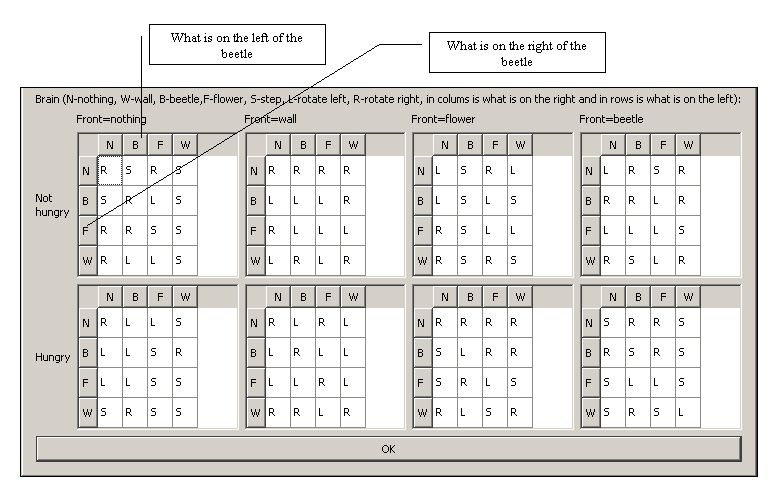 What is on the left of the
beetle
What is on the right of the
beetle
Brain (N-nothing, W-wall, B-beetle,F-flower, S-step, L-rotate left, R-rotate right, in colums is what is on the right and in rows is what is on the left):
Front=nothing Front=wall Front=flower Front=beetle
N B F W N B F W N B F W N B F W
N R S R S N R R R R N L S R L N L R S R
Not
hungry
B S R L S B L L L R B L S L S B R R L R
F R R S S F R L L R F R S L L F L L L S
W R L L S W R L L R W R S R S W R S L R
N B F W N B F W N B F W N B F W
N R L L S N R L R L N R R R R N S R R S
Hungry
B L L S R B L R L L B S L R R B R S R S
F L L S S F L L R L F S R L S F S L L L
W S R S S W R R L R W R L S R W S R S L
OK